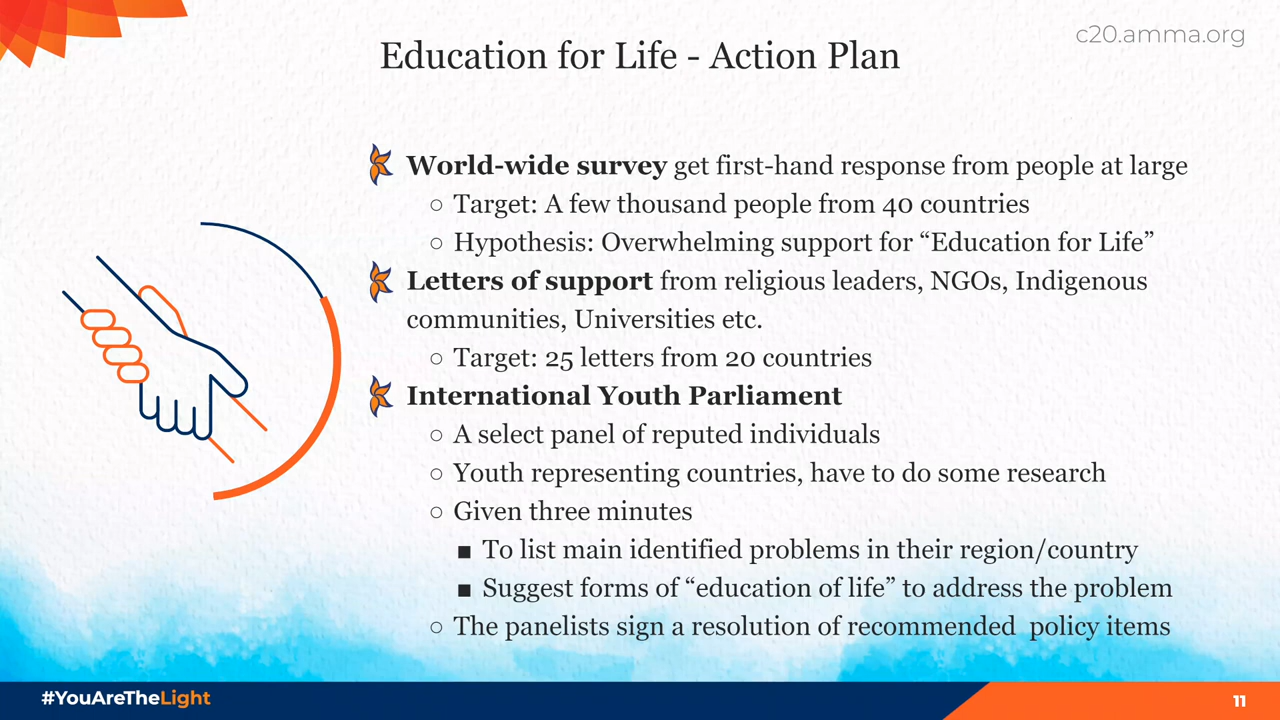 c20.amma.org
Education for Life - Action Plan
World-wide survey get first-hand response from people at large
○ Target: A few thousand people from 40 countries
○ Hypothesis: Overwhelming support for “Education for Life”
Letters of support from religious leaders, NGOs, Indigenous
communities, Universities etc.
○ Target: 25 letters from 20 countries
International Youth Parliament
○ A select panel of reputed individuals
○ Youth representing countries, have to do some research
○ Given three minutes
■ To list main identified problems in their region/country
■ Suggest forms of “education of life” to address the problem
○ The panelists sign a resolution of recommended  policy items
#YouAreTheLight
11